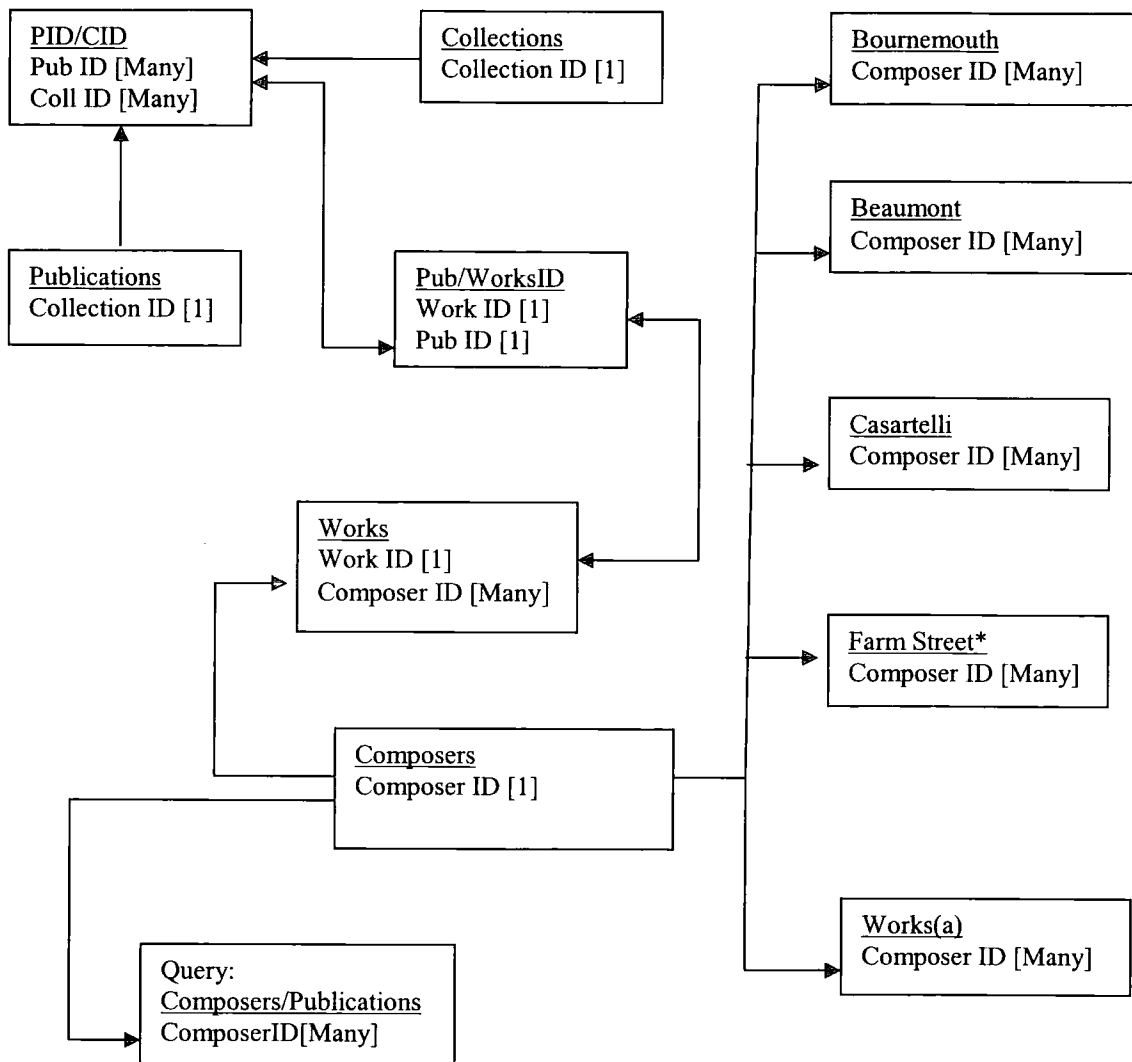 PID/CID
Pub ID [Many]
Coll ID [Many]
Collections
Collection ID [1]
Bournemouth
Composer ID [Many]
Beaumont
Composer ID [Many]
Publications
Collection ID [1]
Pub/WorksID
Work ID [1]
Pub ID [1]
Casartelli
Composer ID [Many]
Works
Work ID [1]
Composer ID [Many]
Farm Street*
Composer ID [Many]
Composers
Composer ID [1]
Works(a)
Composer ID [Many]
Query:
Composers/Publications
ComposerID[Many]